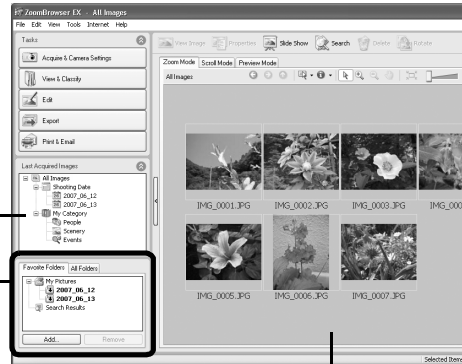 ZoomBrowser EX - All Images
File Edit View Tools Internet Help
Tasks
Acquire & Camera Settings
View & Classify
Edit
Export
Print & Email
Last Acquired Images
All Images
Shooting Date
2007_06_12
2007_06_13
My Category
People
Scenery
Events
Favorite Folders All Folders
My Pictures
2007_06_12
2007_06_13
Search Results
Add... Remove
View Image Properties Slide Show Search Delete Rotate
Zoom Mode Scroll Mode Preview Mode
All Images
IMG_0001.JPG IMG_0002.JPG IMG_0003.JPG IMG_000
IMG_0005.JPG IMG_0006.JPG IMG_0007.JPG
Selected Items